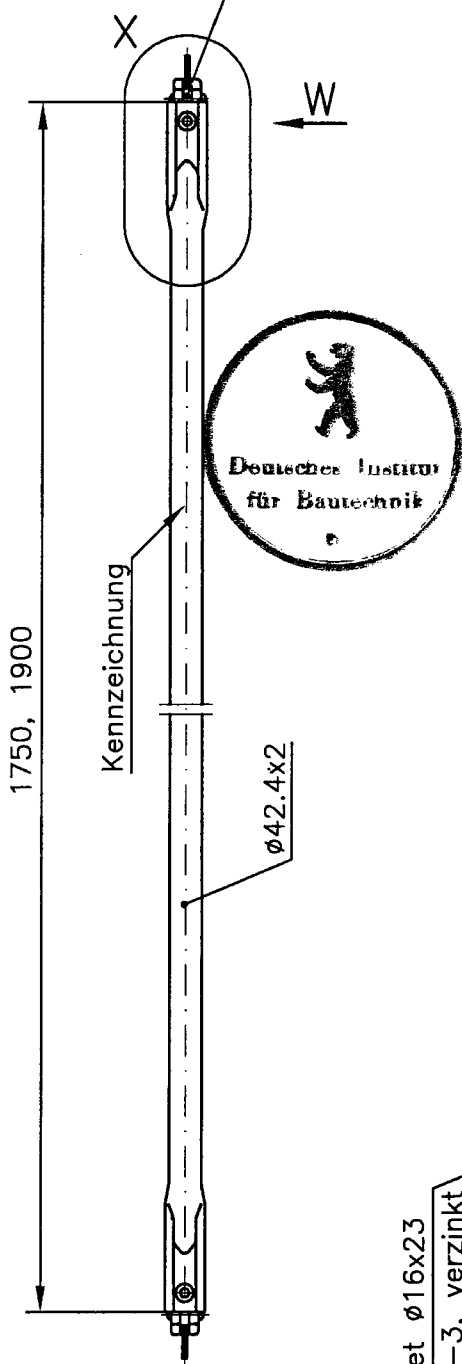 X
W
1750, 1900
Kennzeichnung
Deutsches Institut
für Bautechnik
ø42.4x2
et ø16x23
-3, verzinkt